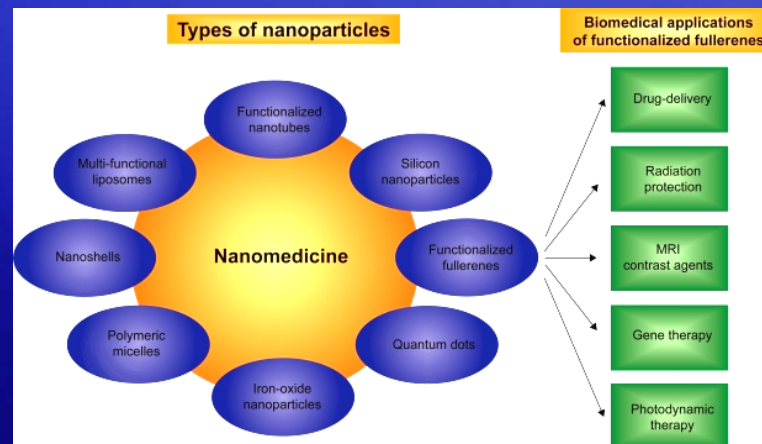 Types of nanoparticles
Biomedical applications
of functionalized fullerenes
Functionalized
nanotubes
Multi-functional
liposomes
Silicon
nanoparticles
Nanoshells
Nanomedicine
Functionalized
fullerenes
Polymeric
micelles
Quantum dots
Iron-oxide
nanoparticles
Drug-delivery
Radiation
protection
MRI
contrast agents
Gene therapy
Photodynamic
therapy